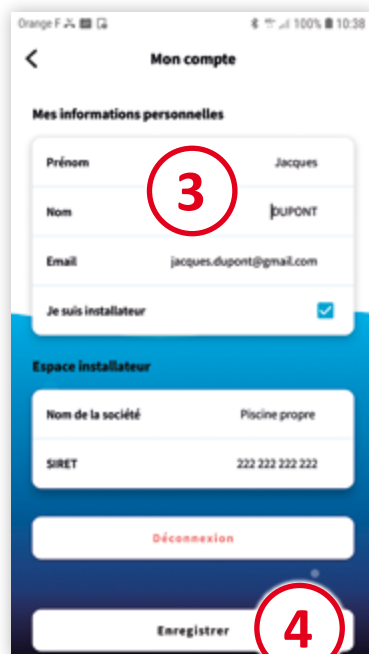 Orange F 100% 10:38
Mon compte
Mes informations personnelles
Prénom Jacques
3
Nom DUPONT
Email jacques.dupont@gmail.com
Je suis installateur
Espace installateur
Nom de la société Piscine propre
SIRET 222 222 222 222
Déconnexion
Enregistrer 4